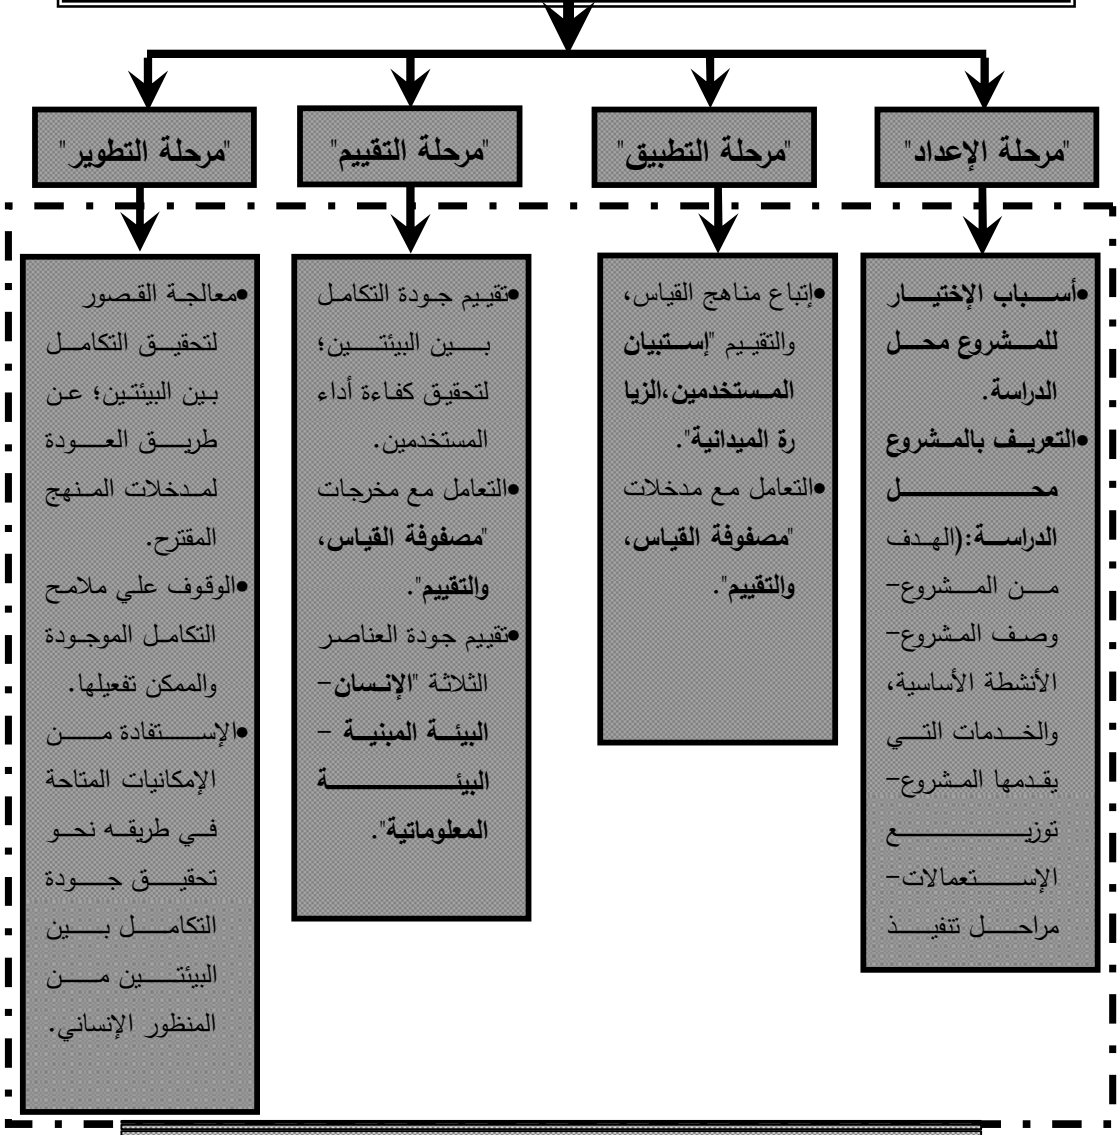 "مرحلة الإعداد"
"مرحلة التطبيق"
"مرحلة التقييم"
"مرحلة التطوير"
•أسباب الإختيار
للمشروع محل
الدراسة.
•التعريف بالمشروع
محل
الدراسة:(الهدف
من المشروع-
وصف المشروع-
الأنشطة الأساسية،
والخدمات التي
يقدمها المشروع-
توزيع
الإستعمالات-
مراحل تنفيذ
•إتباع مناهج القياس،
والتقييم "إستبيان
المستخدمين،الزيا
رة الميدانية".
•التعامل مع مدخلات
"مصفوفة القياس،
والتقييم".
•تقييم جودة التكامل
بين البيئتين؛
لتحقيق كفاءة أداء
المستخدمين.
•التعامل مع مخرجات
"مصفوفة القياس،
والتقييم".
•تقييم جودة العناصر
الثلاثة "الإنسان-
البيئة المبنية -
البيئة
المعلوماتية".
•معالجة القصور
لتحقيق التكامل
بين البيئتين؛ عن
طريق العودة
لمدخلات المنهج
المقترح.
•الوقوف علي ملامح
التكامل الموجودة
والممكن تفعيلها.
•الإستفادة من
الإمكانيات المتاحة
في طريقه نحو
تحقيق جودة
التكامل بين
البيئتين من
المنظور الإنساني.